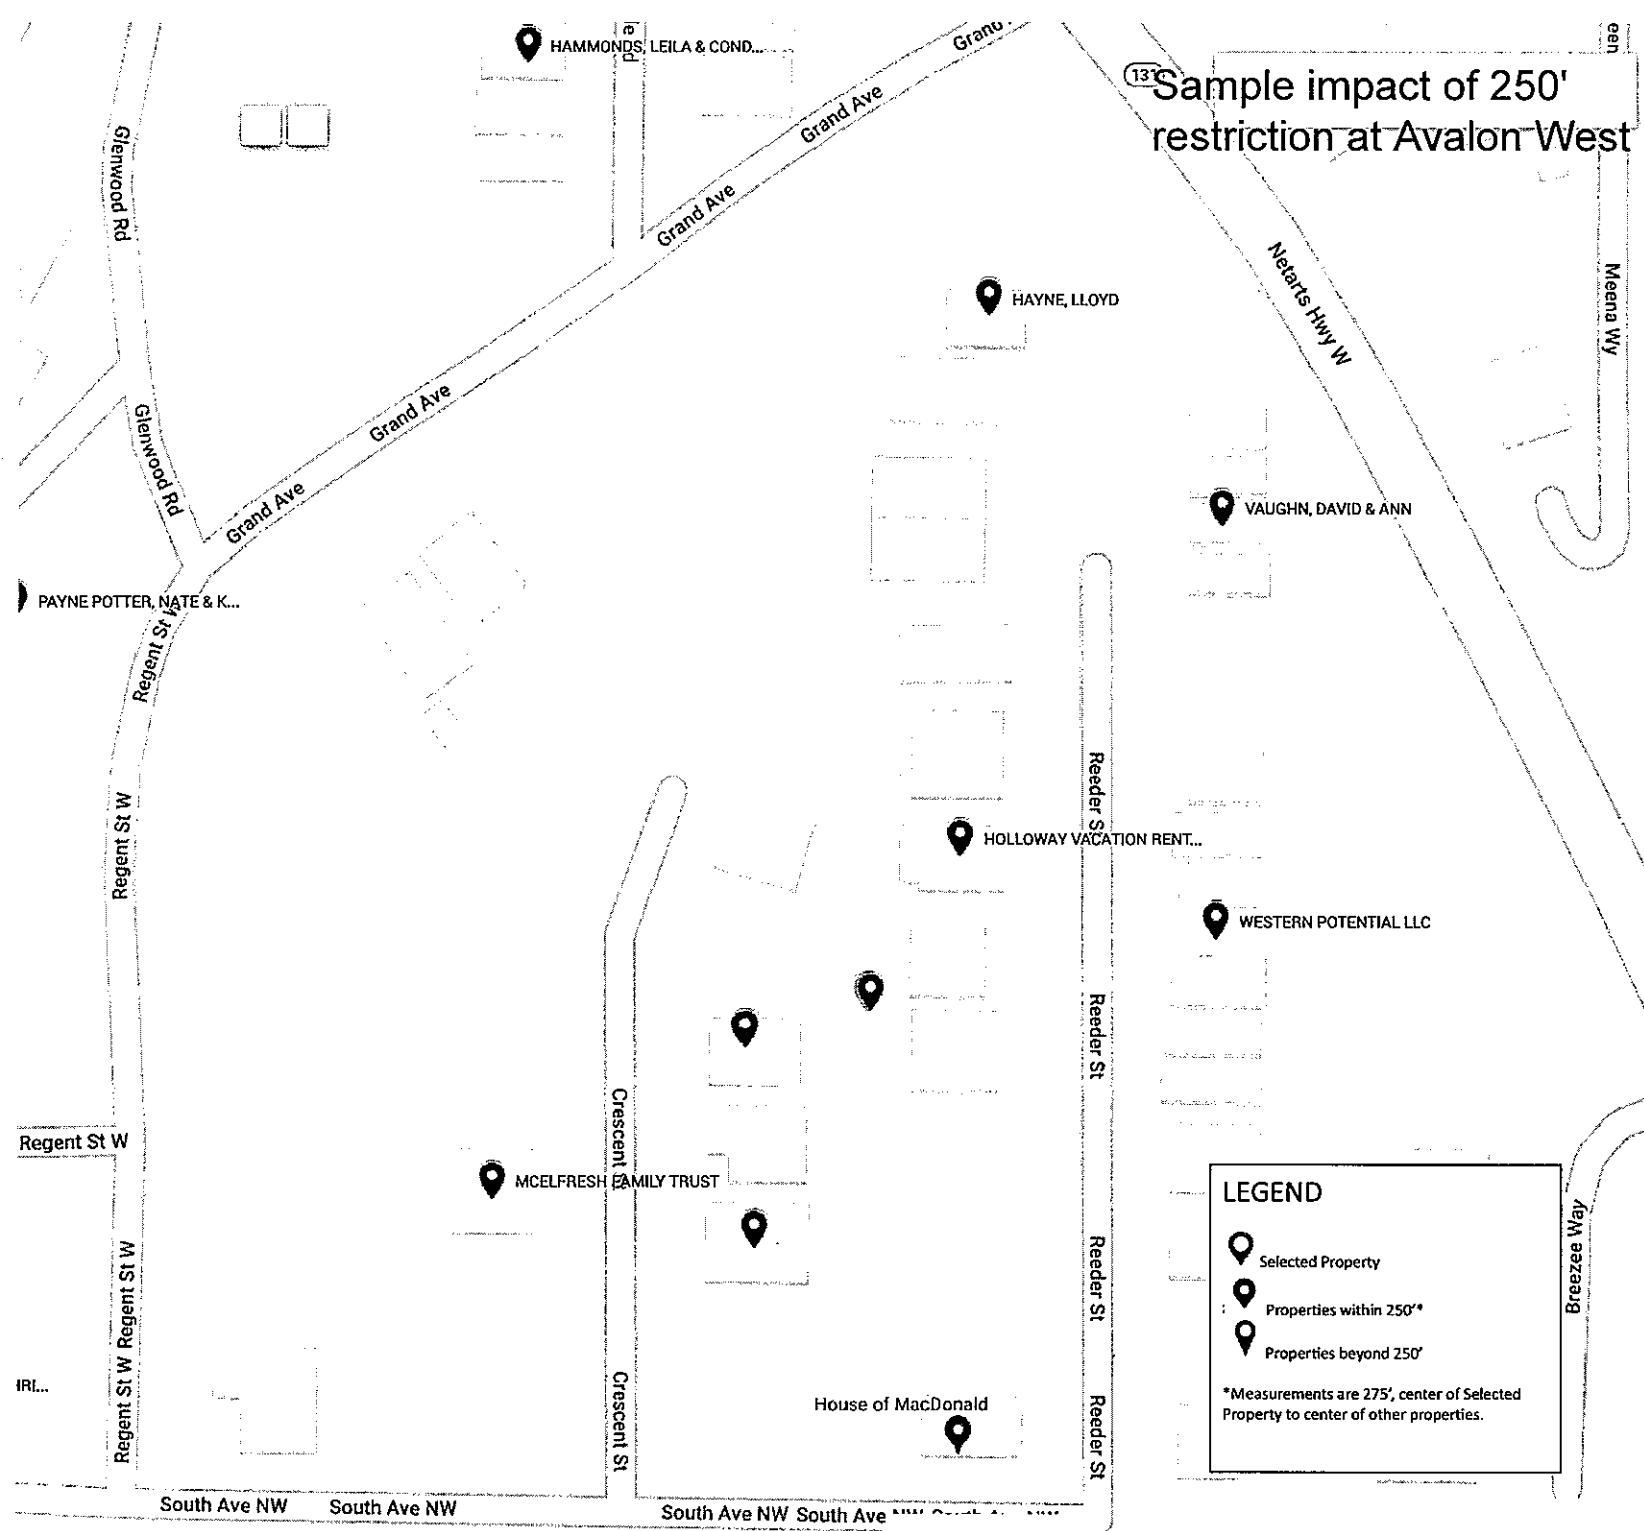 HAMMONDS, LEILA & COND...
Grand Ave
131
Sample impact of 250'
restriction at Avalon West
Glenwood Rd
Grand Ave
Grand Ave
HAYNE, LLOYD
Netarts Hwy W
Meena Wy
Grand Ave
Glenwood Rd
Grand Ave
VAUGHN, DAVID & ANN
PAYNE POTTER, NATE & K...
Regent St W
Reeder St
Regent St W
HOLLOWAY VACATION RENT...
WESTERN POTENTIAL LLC
Reeder St
Crescent St
Regent St W
MCELFRESH FAMILY TRUST
LEGEND
Selected Property
Properties within 250'*
Properties beyond 250'
*Measurements are 275', center of Selected
Property to center of other properties.
Breezee Way
Reeder St
Regent St W
Regent St W
IRI...
Crescent St
House of MacDonald
Reeder St
South Ave NW
South Ave NW
South Ave NW
South Ave